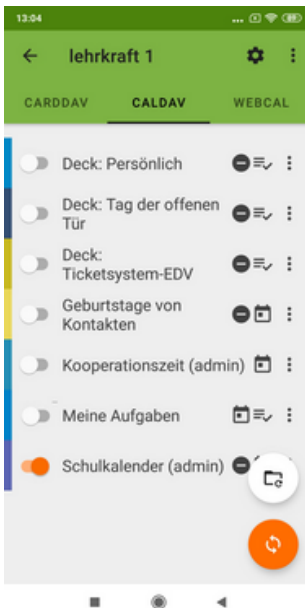 13:04
lehrkraft 1
CARDDAV CALDAV WEBCAL
Deck: Persönlich
Deck: Tag der offenen
Tür
Deck:
Ticketsystem-EDV
Geburtstage von
Kontakten
Kooperationszeit (admin)
Meine Aufgaben
Schulkalender (admin)